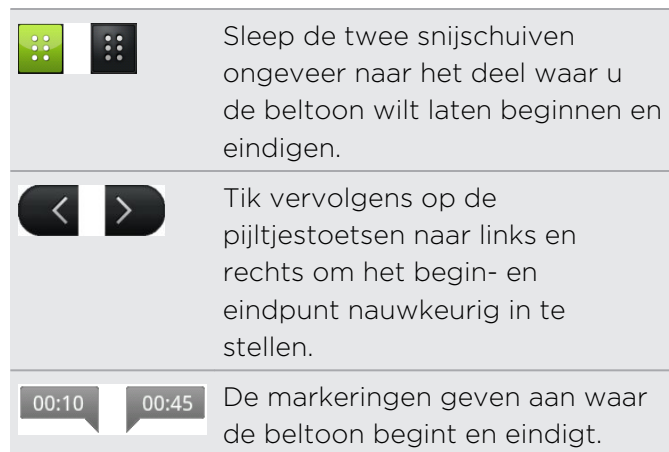 Sleep de twee snijschuiven
ongeveer naar het deel waar u
de beltoon wilt laten beginnen en
eindigen.
Tik vervolgens op de
pijltjestoetsen naar links en
rechts om het begin- en
eindpunt nauwkeurig in te
stellen.
00:10 00:45 De markeringen geven aan waar
de beltoon begint en eindigt.